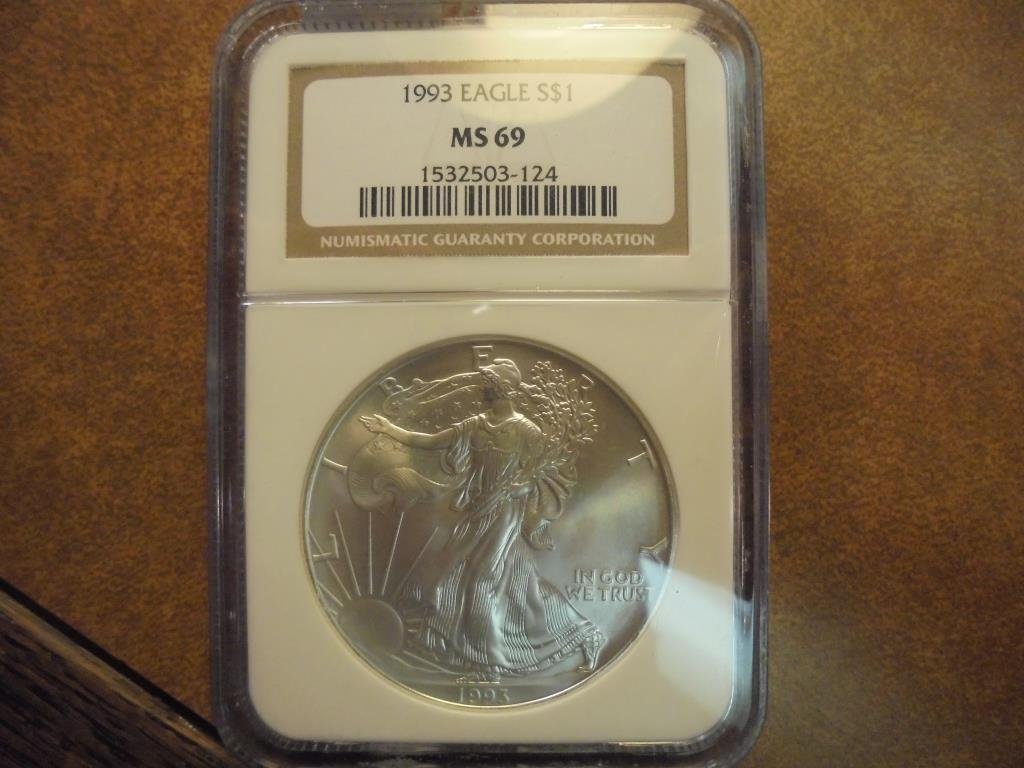 1993 EAGLE S$1
MS 69
1532503-124
NUMISMATIC GUARANTY CORPORATION
LIBERTY
IN GOD
WE TRUST
1993